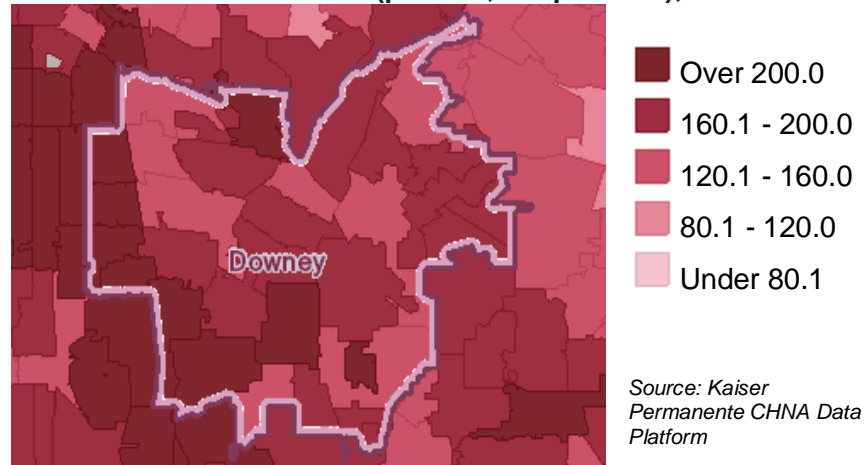 Downey
Over 200.0
160.1 - 200.0
120.1 - 160.0
80.1 - 120.0
Under 80.1
Source: Kaiser
Permanente CHNA Data
Platform